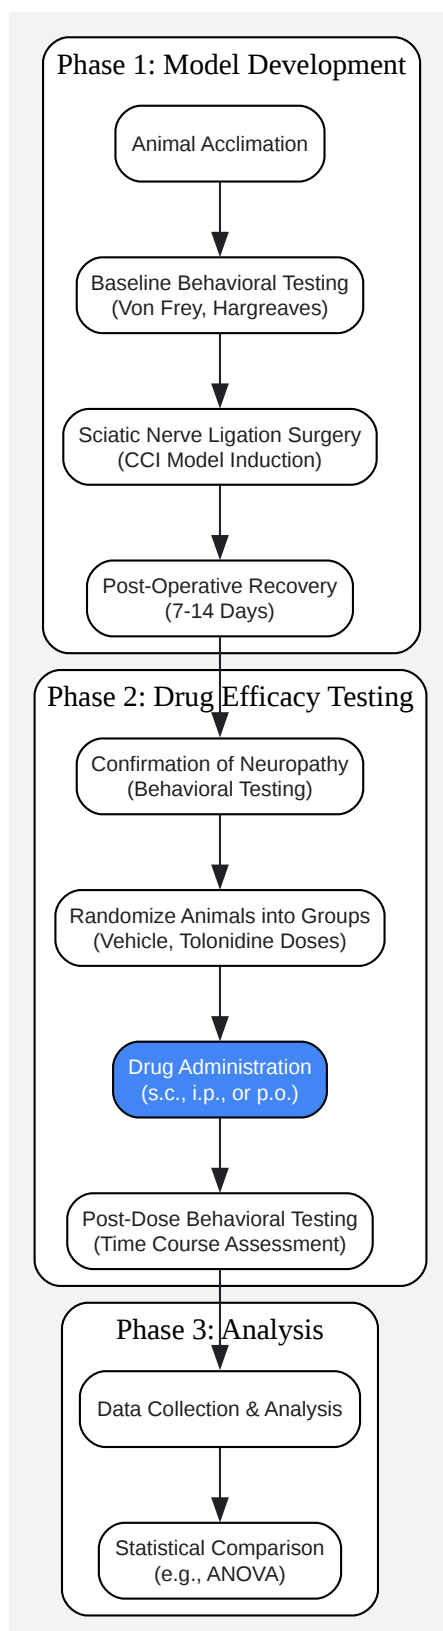 Phase 1: Model Development
Animal Acclimation
Baseline Behavioral Testing
(Von Frey, Hargreaves)
Sciatic Nerve Ligation Surgery
(CCI Model Induction)
Post-Operative Recovery
(7-14 Days)
Phase 2: Drug Efficacy Testing
Confirmation of Neuropathy
(Behavioral Testing)
Randomize Animals into Groups
(Vehicle, Tolonidine Doses)
Drug Administration
(s.c., i.p., or p.o.)
Post-Dose Behavioral Testing
(Time Course Assessment)
Phase 3: Analysis
Data Collection & Analysis
Statistical Comparison
(e.g., ANOVA)